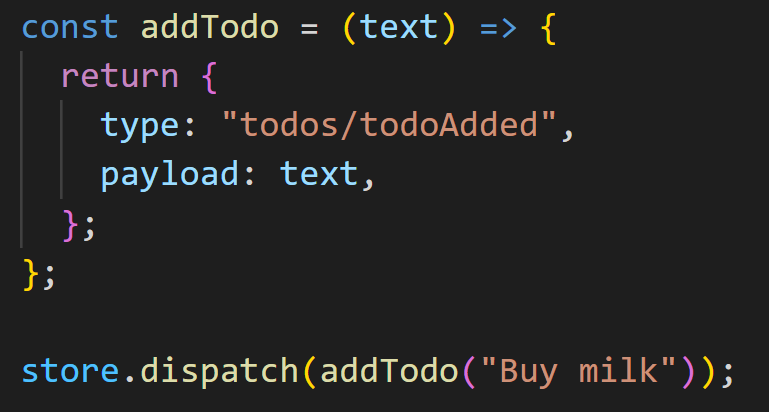 const addTodo = (text) => {
  return {
    type: "todos/todoAdded",
    payload: text,
  };
};

store.dispatch(addTodo("Buy milk"));